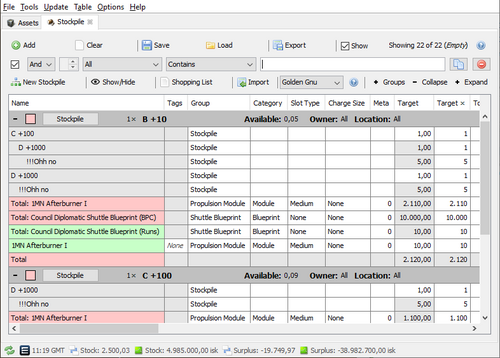 File Tools Update Table Options Help
Assets Stockpile
Add Clear Save Load Export Show Showing 22 of 22 (Empty)
And All Contains
New Stockpile Show/Hide Shopping List Import Golden Gnu Groups Collapse Expand
Name Tags Group Category Slot Type Charge Size Meta Target Target × To
Stockpile 1× B +10 Available: 0,05 Owner: All Location: All
C +100 Stockpile 1,00 1
D +1000 Stockpile 1,00 1
!!!Ohh no Stockpile 5,00 5
D +1000 Stockpile 1,00 1
!!!Ohh no Stockpile 5,00 5
Total: 1MN Afterburner I Propulsion Module Module Medium None 0 2.110,00 2.110
Total: Council Diplomatic Shuttle Blueprint (BPC) Shuttle Blueprint Blueprint None None 0 10.000,00 10.000
Total: Council Diplomatic Shuttle Blueprint (Runs) Shuttle Blueprint Blueprint None None 0 10,00 10
1MN Afterburner I None Propulsion Module Module Medium None 0 10,00 10
Total 2.120,00 2.120
Stockpile 1× C +100 Available: 0,09 Owner: All Location: All
D +1000 Stockpile 1,00 1
!!!Ohh no Stockpile 5,00 5
Total: 1MN Afterburner I Propulsion Module Module Medium None 0 1.100,00 1.100
11:19 GMT Stock: 2.500,03 Stock: 4.985.000,00 isk Surplus: -19.749,97 Surplus: -38.982.700,00 isk